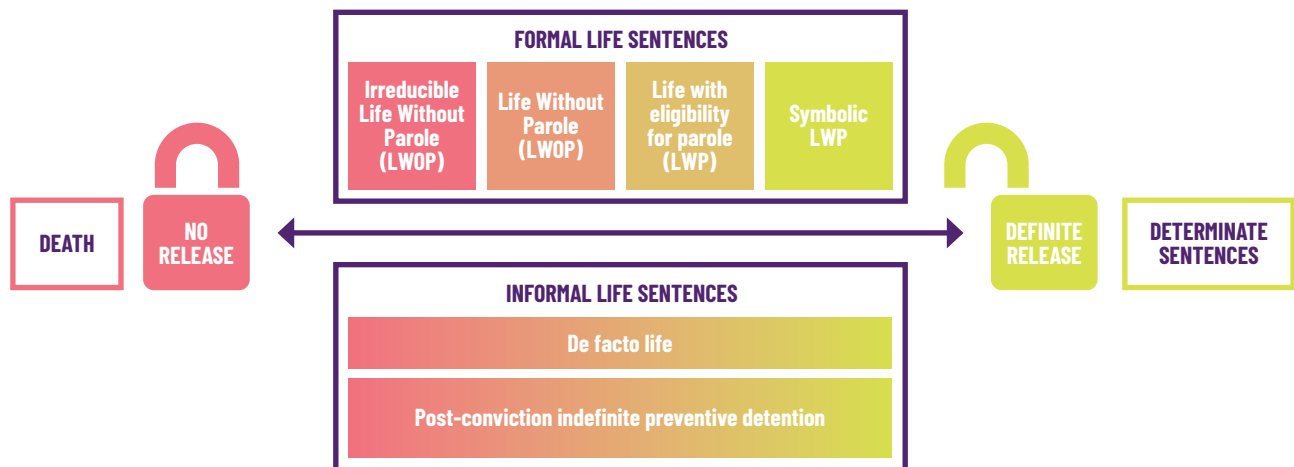 FORMAL LIFE SENTENCES
Irreducible
Life Without
Parole
(LWOP)
Life Without
Parole
(LWOP)
Life with
eligibility
for parole
(LWP)
Symbolic
LWP
DEATH
NO
RELEASE
DEFINITE
RELEASE
DETERMINATE
SENTENCES
INFORMAL LIFE SENTENCES
De facto life
Post-conviction indefinite preventive detention